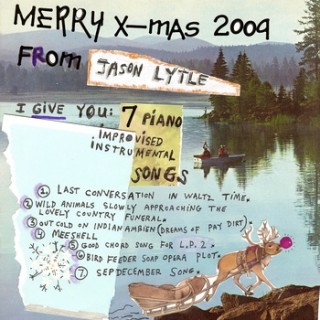 MERRY X-MAS 2009
FROM JASON LYTLE
I GIVE YOU: 7 PIANO
IMPROVISED
INSTRUMENTAL
SONGS
1 LAST CONVERSATION IN WALTZ TIME.
2 WILD ANIMALS SLOWLY APPROACHING THE
LOVELY COUNTRY FUNERAL.
3 OUT COLD ON INDIAN AMBIEN (DREAMS OF PAY DIRT).
4 MEESHELL
5 GOOD CHORD SONG FOR L.P. 2.
6 BIRD FEEDER SOAP OPERA PLOT.
7 SEPDECEMBER SONG.